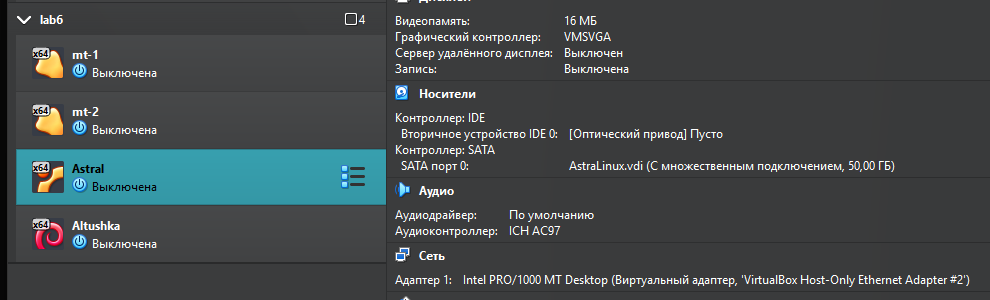 lab6
4
x64
mt-1
Выключена
x64
mt-2
Выключена
x64
Astral
Выключена
x64
Altushka
Выключена
Видеопамять: 16 МБ
Графический контроллер: VMSVGA
Сервер удалённого дисплея: Выключен
Запись: Выключена
Носители
Контроллер: IDE
Вторичное устройство IDE 0: [Оптический привод] Пусто
Контроллер: SATA
SATA порт 0: AstraLinux.vdi (С множественным подключением, 50,00 ГБ)
Аудио
Аудиодрайвер: По умолчанию
Аудиоконтроллер: ICH AC97
Сеть
Адаптер 1: Intel PRO/1000 MT Desktop (Виртуальный адаптер, 'VirtualBox Host-Only Ethernet Adapter #2')